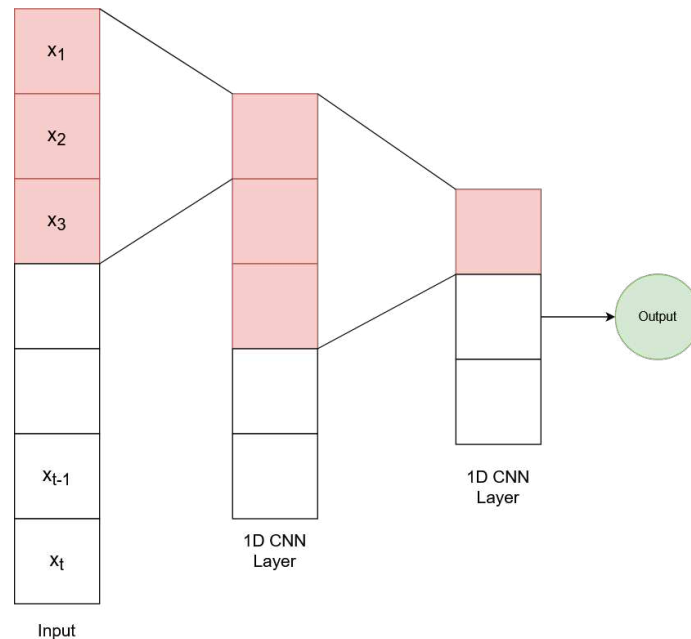 x1
x2
x3
xt-1
xt
Input
1D CNN
Layer
1D CNN
Layer
Output